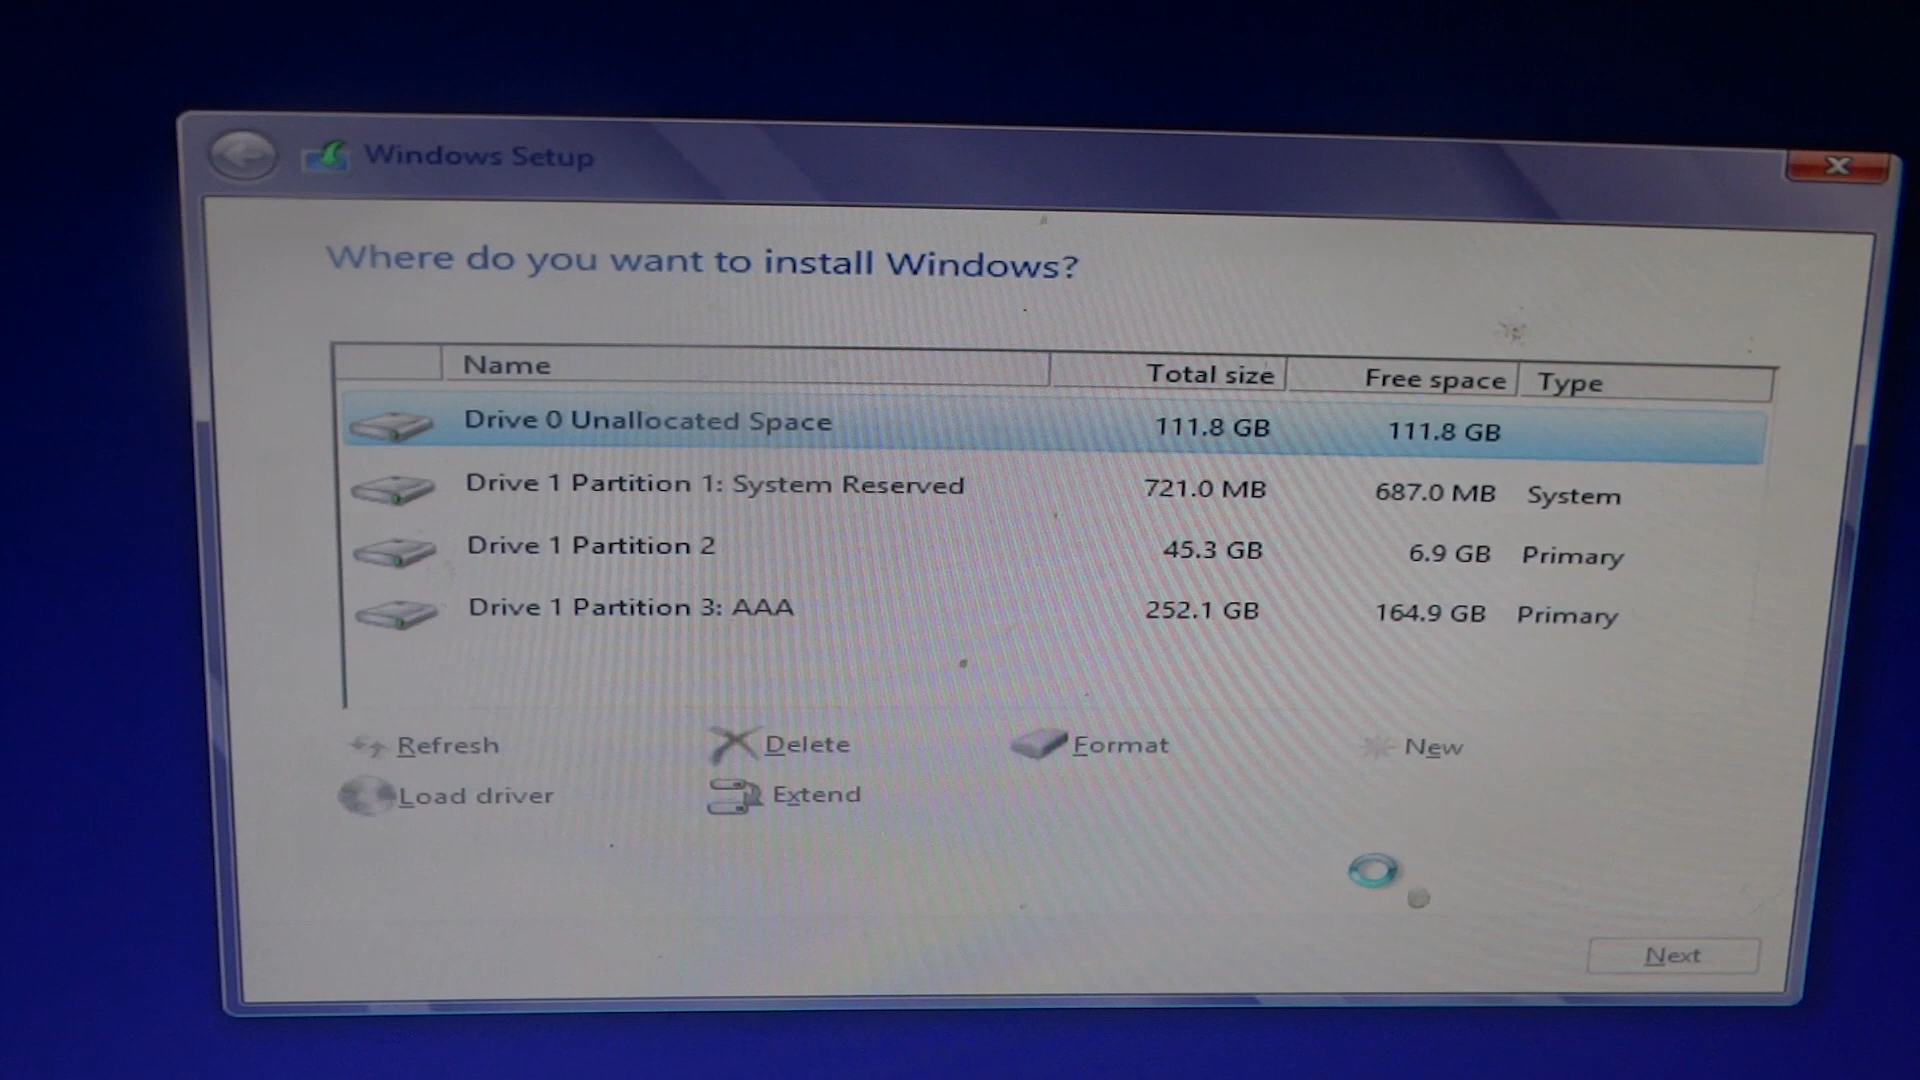 Windows Setup
Where do you want to install Windows?
Name Total size Free space Type
Drive 0 Unallocated Space 111.8 GB 111.8 GB
Drive 1 Partition 1: System Reserved 721.0 MB 687.0 MB System
Drive 1 Partition 2 45.3 GB 6.9 GB Primary
Drive 1 Partition 3: AAA 252.1 GB 164.9 GB Primary
Refresh Delete Format New
Load driver Extend
Next